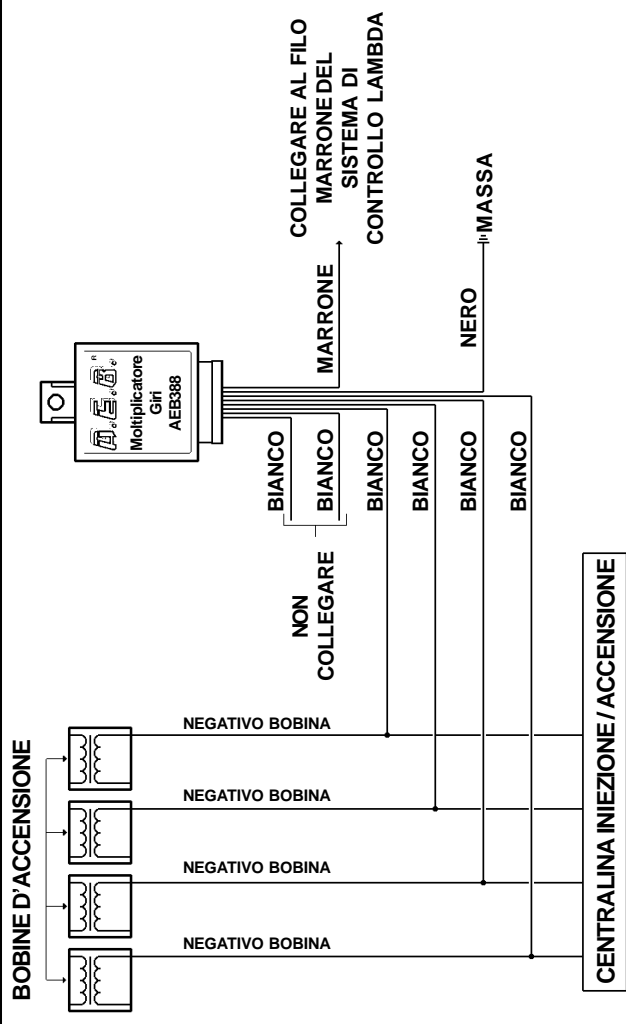 BOBINE D'ACCENSIONE
A.E.B.
R
Moltiplicatore
Giri
AEB388
COLLEGARE AL FILO
MARRONE DEL
SISTEMA DI
CONTROLLO LAMBDA
MARRONE
NERO
MASSA
BIANCO
BIANCO
BIANCO
BIANCO
BIANCO
BIANCO
NON
COLLEGARE
NEGATIVO BOBINA
NEGATIVO BOBINA
NEGATIVO BOBINA
NEGATIVO BOBINA
CENTRALINA INIEZIONE / ACCENSIONE